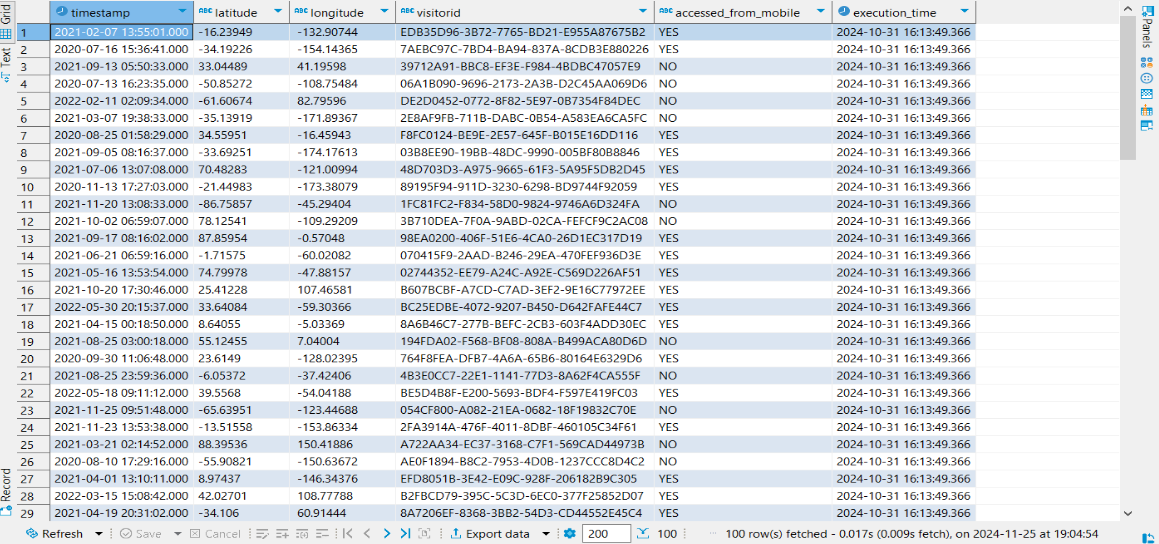 Grid
Text
Record
Panels
timestamp latitude longitude visitorid accessed_from_mobile execution_time
1 2021-02-07 13:55:01.000 -16.23949 -132.90744 EDB35D96-3B72-7765-BD21-E955A87675B2 YES 2024-10-31 16:13:49.366
2 2020-07-16 15:36:41.000 -34.19226 -154.14365 7AEBC97C-7BD4-BA94-837A-8CDB3E880226 YES 2024-10-31 16:13:49.366
3 2021-09-13 05:50:33.000 33.04489 41.19598 39712A91-BBC8-EF3E-F984-4BDBC47057E9 NO 2024-10-31 16:13:49.366
4 2020-07-13 16:23:35.000 -50.85272 -108.75484 06A1B090-9696-2173-2A3B-D2C45AA069D6 NO 2024-10-31 16:13:49.366
5 2022-02-11 02:09:34.000 -61.60674 82.79596 DE2D0452-0772-8F82-5E97-0B7354F84DEC NO 2024-10-31 16:13:49.366
6 2021-03-07 19:38:33.000 -35.13919 -171.89367 2E8AF9FB-711B-DABC-0B54-A583EA6CA5FC NO 2024-10-31 16:13:49.366
7 2020-08-25 01:58:29.000 34.55951 -16.45943 F8FC0124-BE9E-2E57-645F-B015E16DD116 YES 2024-10-31 16:13:49.366
8 2021-09-05 08:16:37.000 -33.69251 -174.17613 03B8EE90-19BB-48DC-9990-005BF80B8846 YES 2024-10-31 16:13:49.366
9 2021-07-06 13:07:08.000 70.48283 -121.00994 48D703D3-A975-9665-61F3-5A95F5DB2D45 YES 2024-10-31 16:13:49.366
10 2020-11-13 17:27:03.000 -21.44983 -173.38079 89195F94-911D-3230-6298-BD9744F92059 YES 2024-10-31 16:13:49.366
11 2021-11-20 13:08:33.000 -86.75857 -45.29404 1FC81FC2-F834-58D0-9824-9746A6D324FA NO 2024-10-31 16:13:49.366
12 2021-10-02 06:59:07.000 78.12541 -109.29209 3B710DEA-7F0A-9ABD-02CA-FEFCF9C2AC08 NO 2024-10-31 16:13:49.366
13 2021-09-17 08:16:02.000 87.85954 -0.57048 98EA0200-406F-51E6-4CA0-26D1EC317D19 YES 2024-10-31 16:13:49.366
14 2021-06-21 06:59:16.000 -1.71575 -60.02082 070415F9-2AAD-B246-29EA-470FEF936D3E YES 2024-10-31 16:13:49.366
15 2021-05-16 13:53:54.000 74.79978 -47.88157 02744352-EE79-A24C-A92E-C569D226AF51 YES 2024-10-31 16:13:49.366
16 2021-10-20 17:30:46.000 25.41228 107.46581 B607BCBF-A7CD-C7AD-3EF2-9E16C77972EE YES 2024-10-31 16:13:49.366
17 2022-05-30 20:15:37.000 33.64084 -59.30366 BC25EDBE-4072-9207-B450-D642FAFE44C7 YES 2024-10-31 16:13:49.366
18 2021-04-15 00:18:50.000 8.64055 -5.03369 8A6B46C7-277B-BEFC-2CB3-603F4ADD30EC YES 2024-10-31 16:13:49.366
19 2021-08-25 03:00:18.000 55.12455 7.04004 194FDA02-F568-BF08-808A-B499ACA80D6D NO 2024-10-31 16:13:49.366
20 2020-09-30 11:06:48.000 23.6149 -128.02395 764F8FEA-DFB7-4A6A-65B6-80164E6329D6 YES 2024-10-31 16:13:49.366
21 2021-08-25 23:59:36.000 -6.05372 -37.42406 4B3E0CC7-22E1-1141-77D3-8A62F4CA555F NO 2024-10-31 16:13:49.366
22 2022-05-18 09:11:12.000 39.5568 -54.04188 BE5D4B8F-E200-5693-BDF4-F597E419FC03 YES 2024-10-31 16:13:49.366
23 2021-11-25 09:51:48.000 -65.63951 -123.44688 054CF800-A082-21EA-0682-18F19832C70E NO 2024-10-31 16:13:49.366
24 2021-11-23 13:53:38.000 -13.51558 -153.86334 2FA3914A-476F-4011-8DBF-460105C34F61 YES 2024-10-31 16:13:49.366
25 2021-03-21 02:14:52.000 88.39536 150.41886 A722AA34-EC37-3168-C7F1-569CAD44973B NO 2024-10-31 16:13:49.366
26 2020-08-10 17:29:16.000 -55.90821 -150.63672 AE0F1894-B8C2-7953-4D0B-1237CCC8D4C2 NO 2024-10-31 16:13:49.366
27 2021-04-01 13:10:11.000 8.97437 -146.34376 EFD8051B-3E42-E09C-928F-206182B9C305 YES 2024-10-31 16:13:49.366
28 2022-03-15 15:08:42.000 42.02701 108.77788 B2FBCD79-395C-5C3D-6EC0-377F25852D07 YES 2024-10-31 16:13:49.366
29 2021-04-19 20:31:02.000 -34.106 60.91444 8A7206EF-8368-3BB2-54D3-CD44552E45C4 YES 2024-10-31 16:13:49.366
Refresh Save Cancel Export data 200 100 100 row(s) fetched - 0.017s (0.009s fetch), on 2024-11-25 at 19:04:54